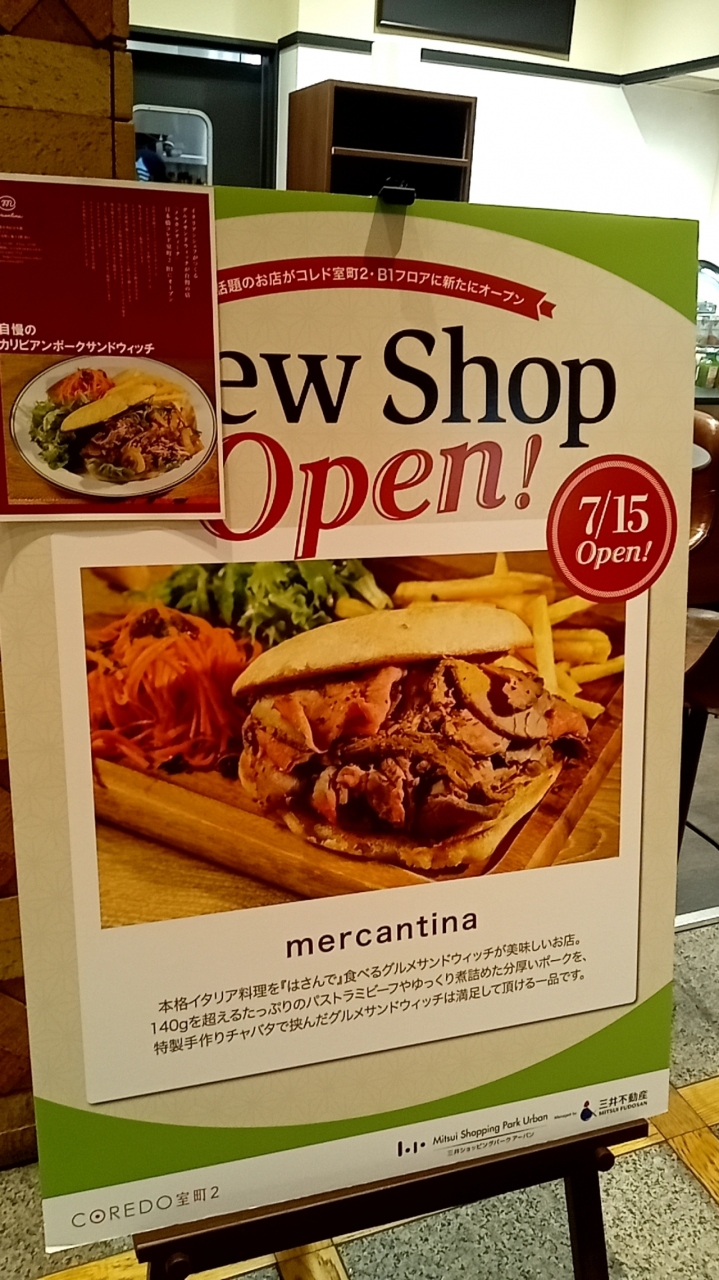 話題のお店がコレド室町2・B1フロアに新たにオープン
ew Shop
Open!
7/15
Open!
自慢の
カリビアンポークサンドウィッチ
mercantina
本格イタリア料理を『はさんで』食べるグルメサンドウィッチが美味しいお店。
140gを超えるたっぷりのパストラミビーフやゆっくり煮詰めた分厚いポークを、
特製手作りチャバタで挟んだグルメサンドウィッチは満足して頂ける一品です。
Mitsui Shopping Park Urban
三井ショッピングパーク アーバン
Managed by
三井不動産
MITSUI FUDOSAN
COREDO室町2